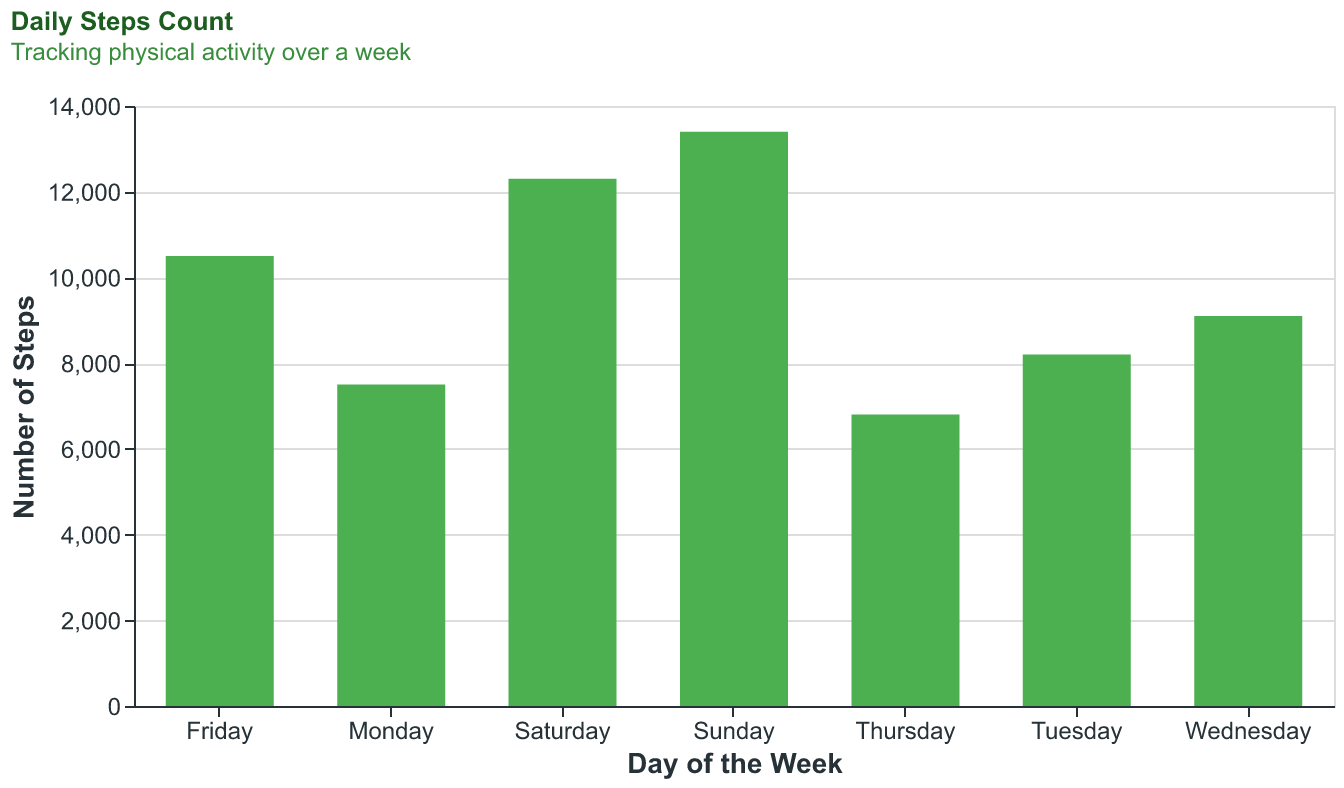 Daily Steps Count
Tracking physical activity over a week
14,000
12,000
10,000
8,000
6,000
4,000
2,000
0
Number of Steps
Friday Monday Saturday Sunday Thursday Tuesday Wednesday
Day of the Week